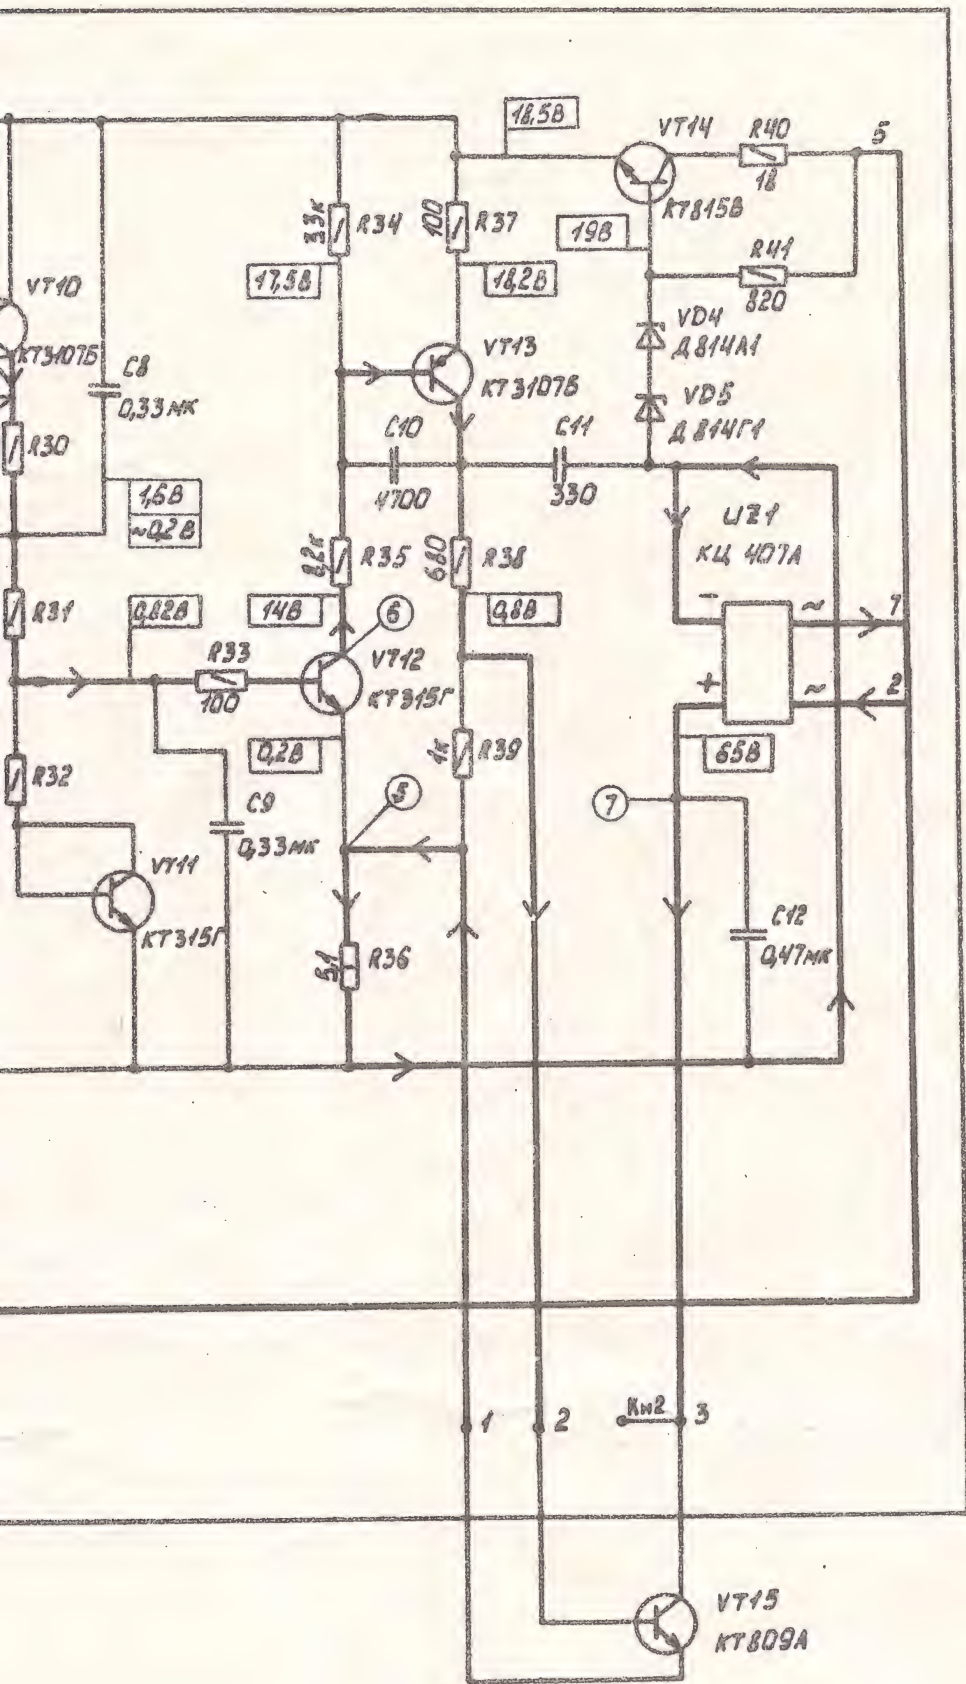 18,5В
VT14
R40
5
18
КТ815В
33к
R34
100
R37
19В
R41
820
17,5В
18,2В
VT10
КТ3107Б
VD4
Д814А1
VT13
КТ3107Б
C8
0,33мк
VD5
Д814Г1
R30
C10
4700
C11
330
1,6В
~0,2В
UZ1
КЦ 407А
8,2к
R35
680
R38
R31
0,82В
14В
6
0,8В
-
~
1
R33
100
VT12
КТ315Г
+
~
2
0,2В
1к
R39
65В
R32
5
7
C9
0,33мк
VT11
КТ315Г
C12
0,47мк
5,1
R36
1
2
Кн2
3
VT15
КТ809А